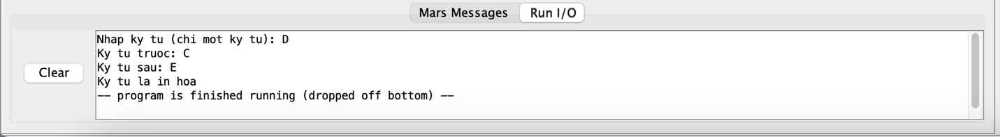 Mars Messages Run I/O
Nhap ky tu (chi mot ky tu): D
Ky tu truoc: C
Ky tu sau: E
Clear
Ky tu la in hoa
-- program is finished running (dropped off bottom) --